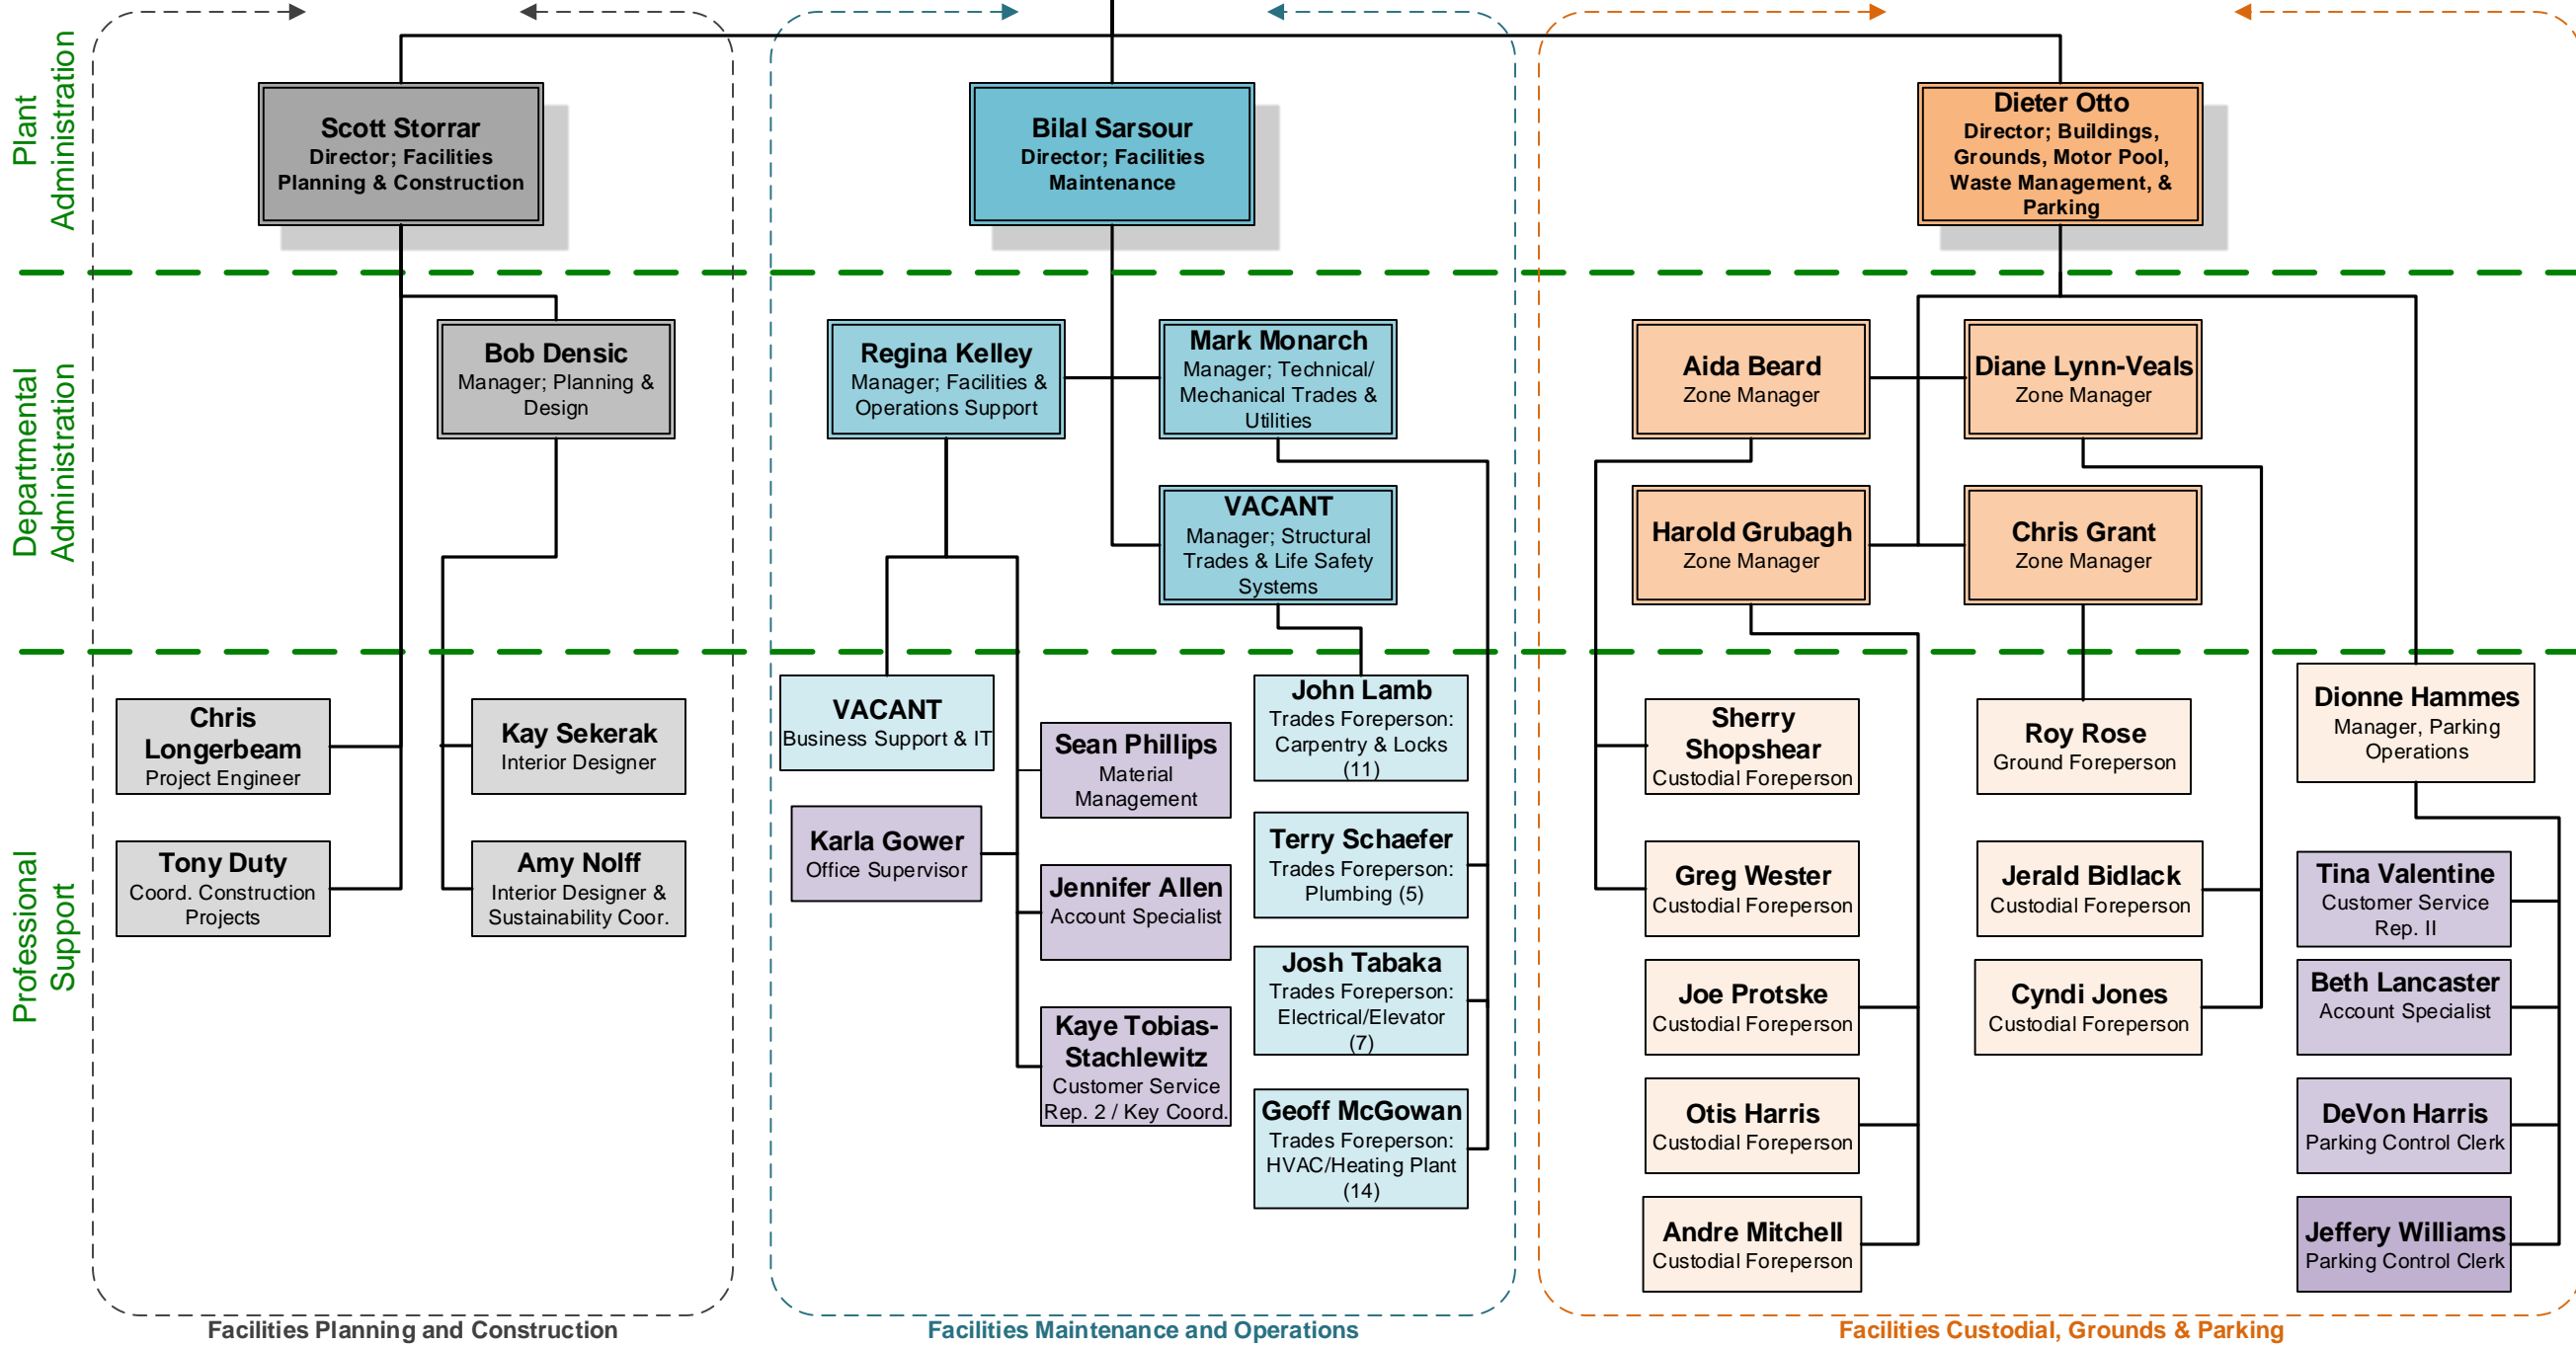 Plant
Administration
Scott Storrar
Director; Facilities
Planning & Construction
Bilal Sarsour
Director; Facilities
Maintenance
Dieter Otto
Director; Buildings,
Grounds, Motor Pool,
Waste Management, &
Parking
Departmental
Administration
Bob Densic
Manager; Planning &
Design
Regina Kelley
Manager; Facilities &
Operations Support
Mark Monarch
Manager; Technical/
Mechanical Trades &
Utilities
VACANT
Manager; Structural
Trades & Life Safety
Systems
Aida Beard
Zone Manager
Diane Lynn-Veals
Zone Manager
Harold Grubagh
Zone Manager
Chris Grant
Zone Manager
Professional
Support
Chris
Longerbeam
Project Engineer
Kay Sekerak
Interior Designer
Tony Duty
Coord. Construction
Projects
Amy Nolff
Interior Designer &
Sustainability Coor.
VACANT
Business Support & IT
Sean Phillips
Material
Management
Karla Gower
Office Supervisor
Jennifer Allen
Account Specialist
Kaye Tobias-
Stachlewitz
Customer Service
Rep. 2 / Key Coord.
John Lamb
Trades Foreperson:
Carpentry & Locks
(11)
Terry Schaefer
Trades Foreperson:
Plumbing (5)
Josh Tabaka
Trades Foreperson:
Electrical/Elevator
(7)
Geoff McGowan
Trades Foreperson:
HVAC/Heating Plant
(14)
Sherry
Shopshear
Custodial Foreperson
Greg Wester
Custodial Foreperson
Joe Protske
Custodial Foreperson
Otis Harris
Custodial Foreperson
Andre Mitchell
Custodial Foreperson
Roy Rose
Ground Foreperson
Jerald Bidlack
Custodial Foreperson
Cyndi Jones
Custodial Foreperson
Dionne Hammes
Manager, Parking
Operations
Tina Valentine
Customer Service
Rep. II
Beth Lancaster
Account Specialist
DeVon Harris
Parking Control Clerk
Jeffery Williams
Parking Control Clerk
Facilities Planning and Construction
Facilities Maintenance and Operations
Facilities Custodial, Grounds & Parking